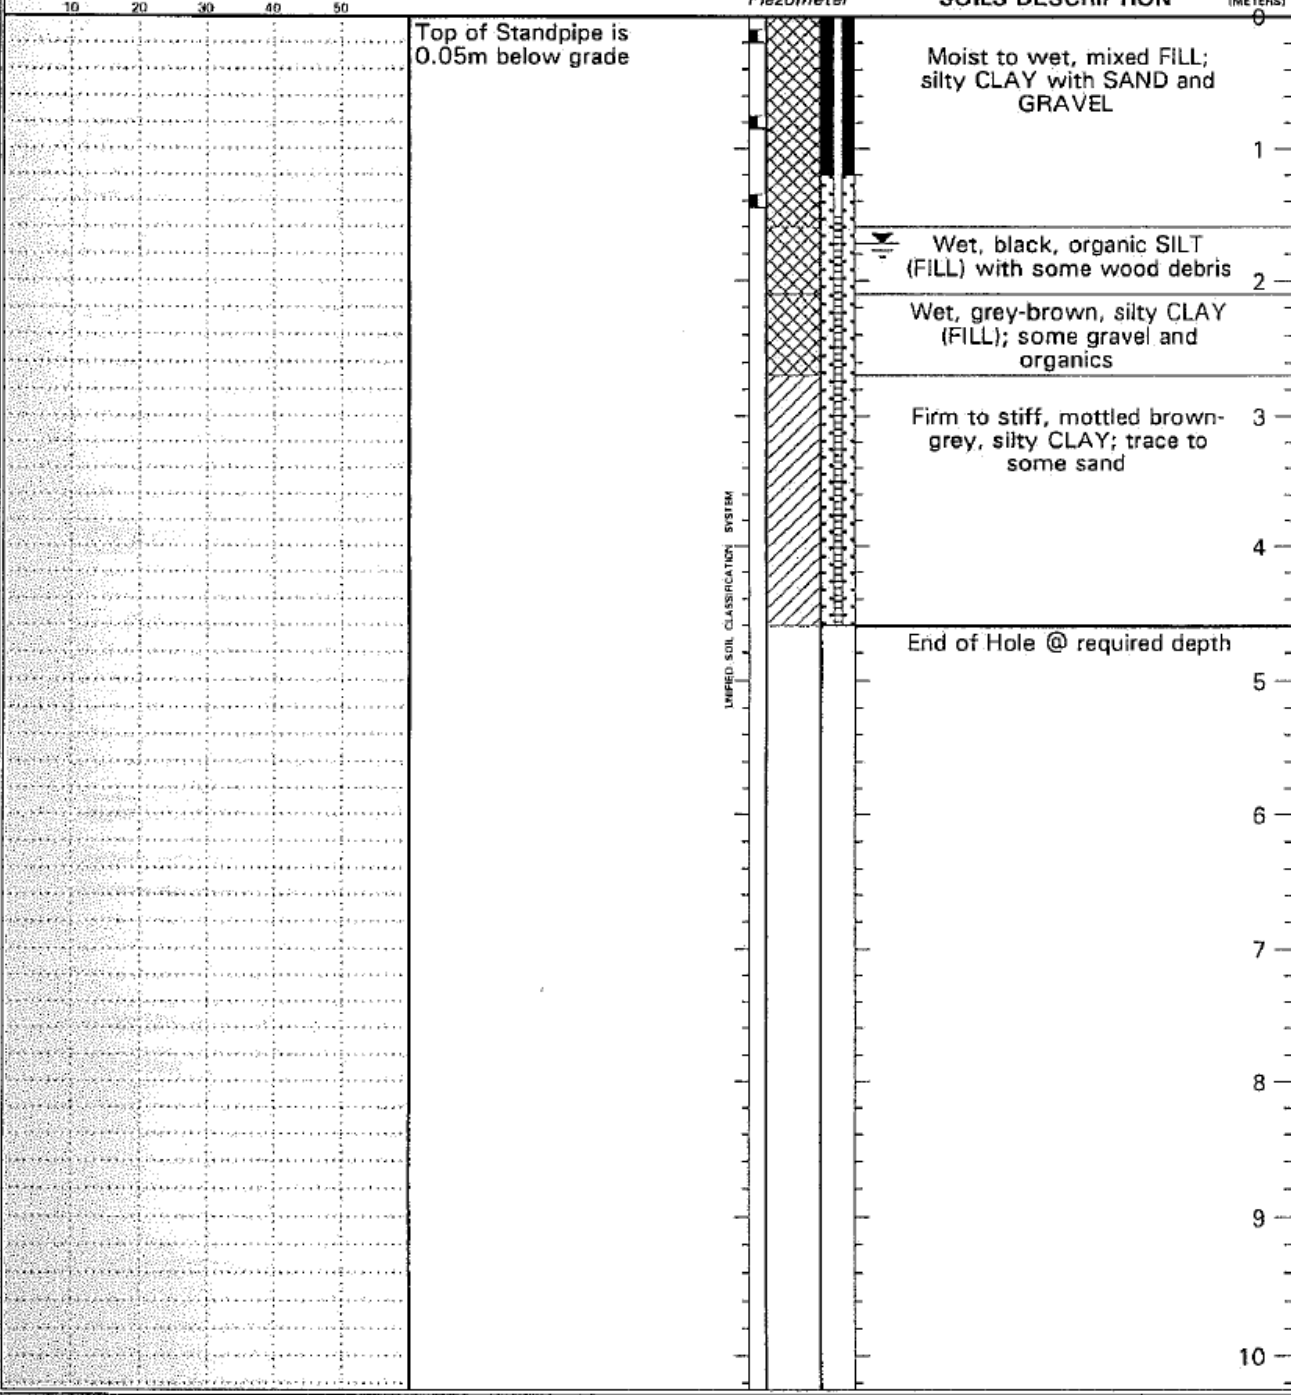 10 20 30 40 50
Piezometer
SOILS DESCRIPTION
(METERS)
0
Top of Standpipe is
0.05m below grade
Moist to wet, mixed FILL;
silty CLAY with SAND and
GRAVEL
1
Wet, black, organic SILT
(FILL) with some wood debris
2
Wet, grey-brown, silty CLAY
(FILL); some gravel and
organics
Firm to stiff, mottled brown-
grey, silty CLAY; trace to
some sand
3
UNIFIED SOIL CLASSIFICATION SYSTEM
4
End of Hole @ required depth
5
6
7
8
9
10